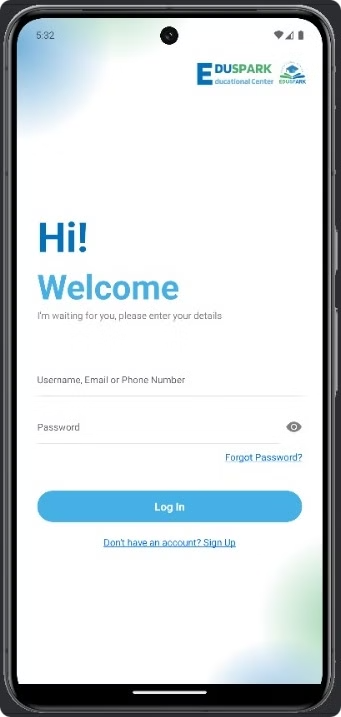 5:32
EDUSPARK
Educational Center
EDUSPARK
Hi!
Welcome
I'm waiting for you, please enter your details
Username, Email or Phone Number
Password
Forgot Password?
Log In
Don't have an account? Sign Up